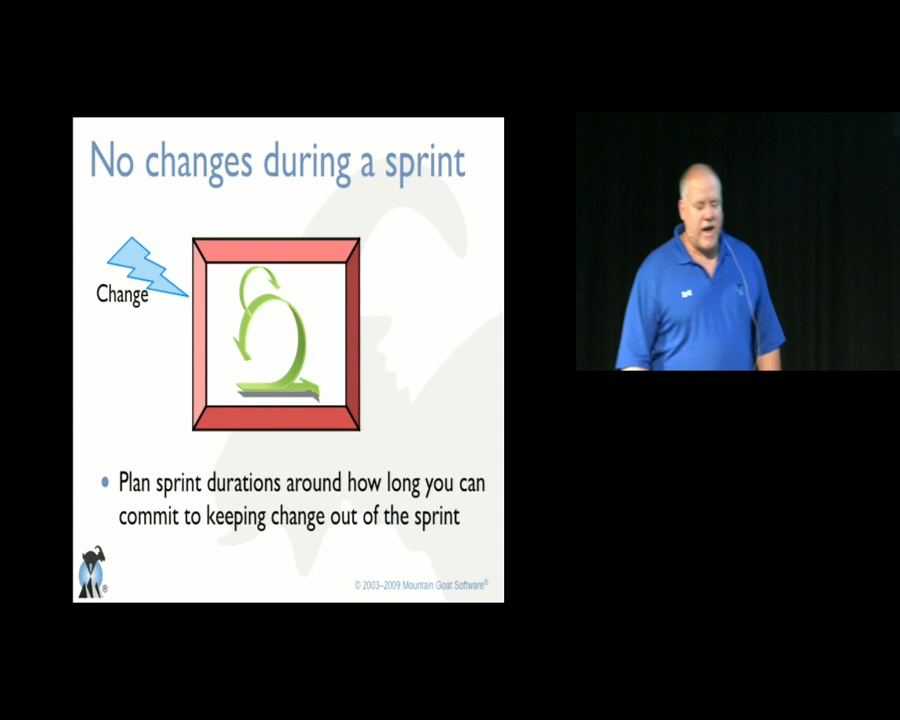 No changes during a sprint
Change
• Plan sprint durations around how long you can
commit to keeping change out of the sprint
® © 2003–2009 Mountain Goat Software®